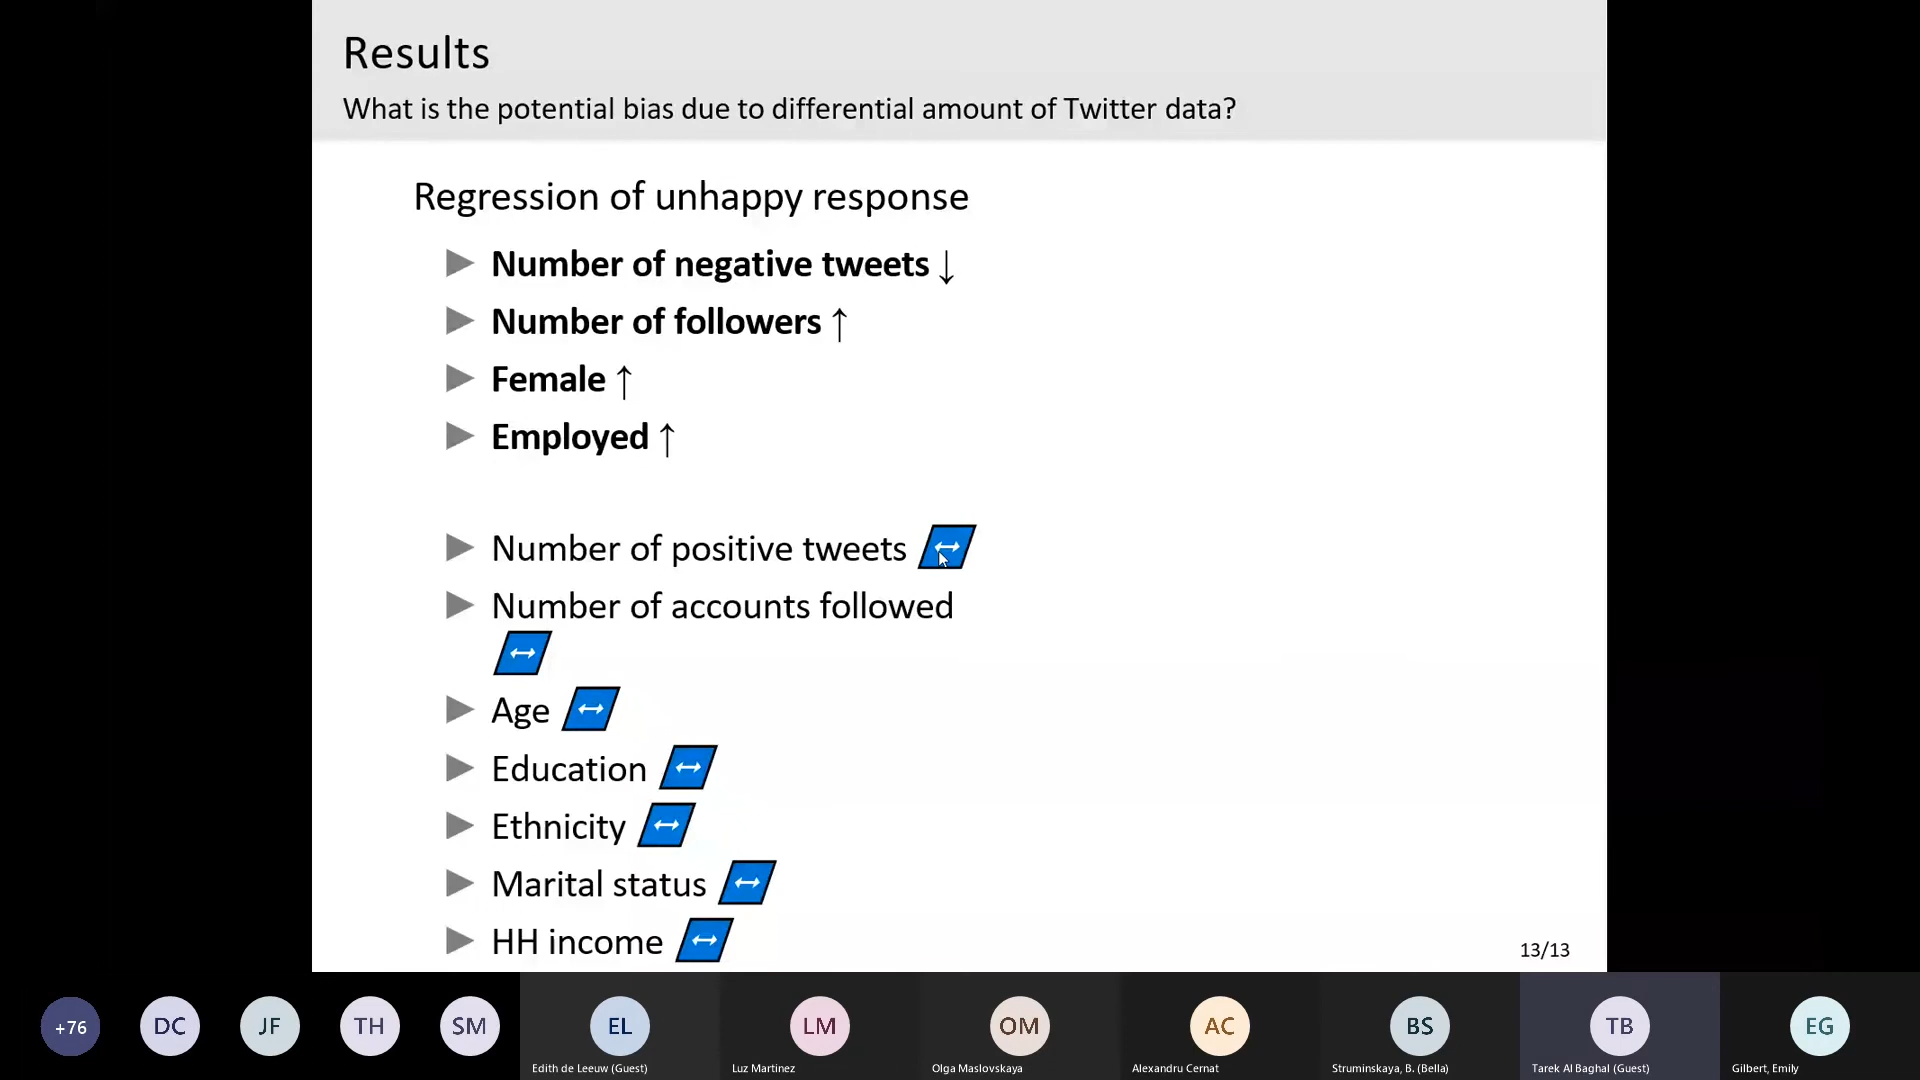 Results
What is the potential bias due to differential amount of Twitter data?
Regression of unhappy response
Number of negative tweets ↓
Number of followers ↑
Female ↑
Employed ↑
Number of positive tweets ↔
Number of accounts followed
↔
Age ↔
Education ↔
Ethnicity ↔
Marital status ↔
HH income ↔
13/13
+76 DC JF TH SM EL LM OM AC BS TB EG
Edith de Leeuw (Guest) Luz Martinez Olga Maslovskaya Alexandru Cernat Struminskaya, B. (Bella) Tarek Al Baghal (Guest) Gilbert, Emily